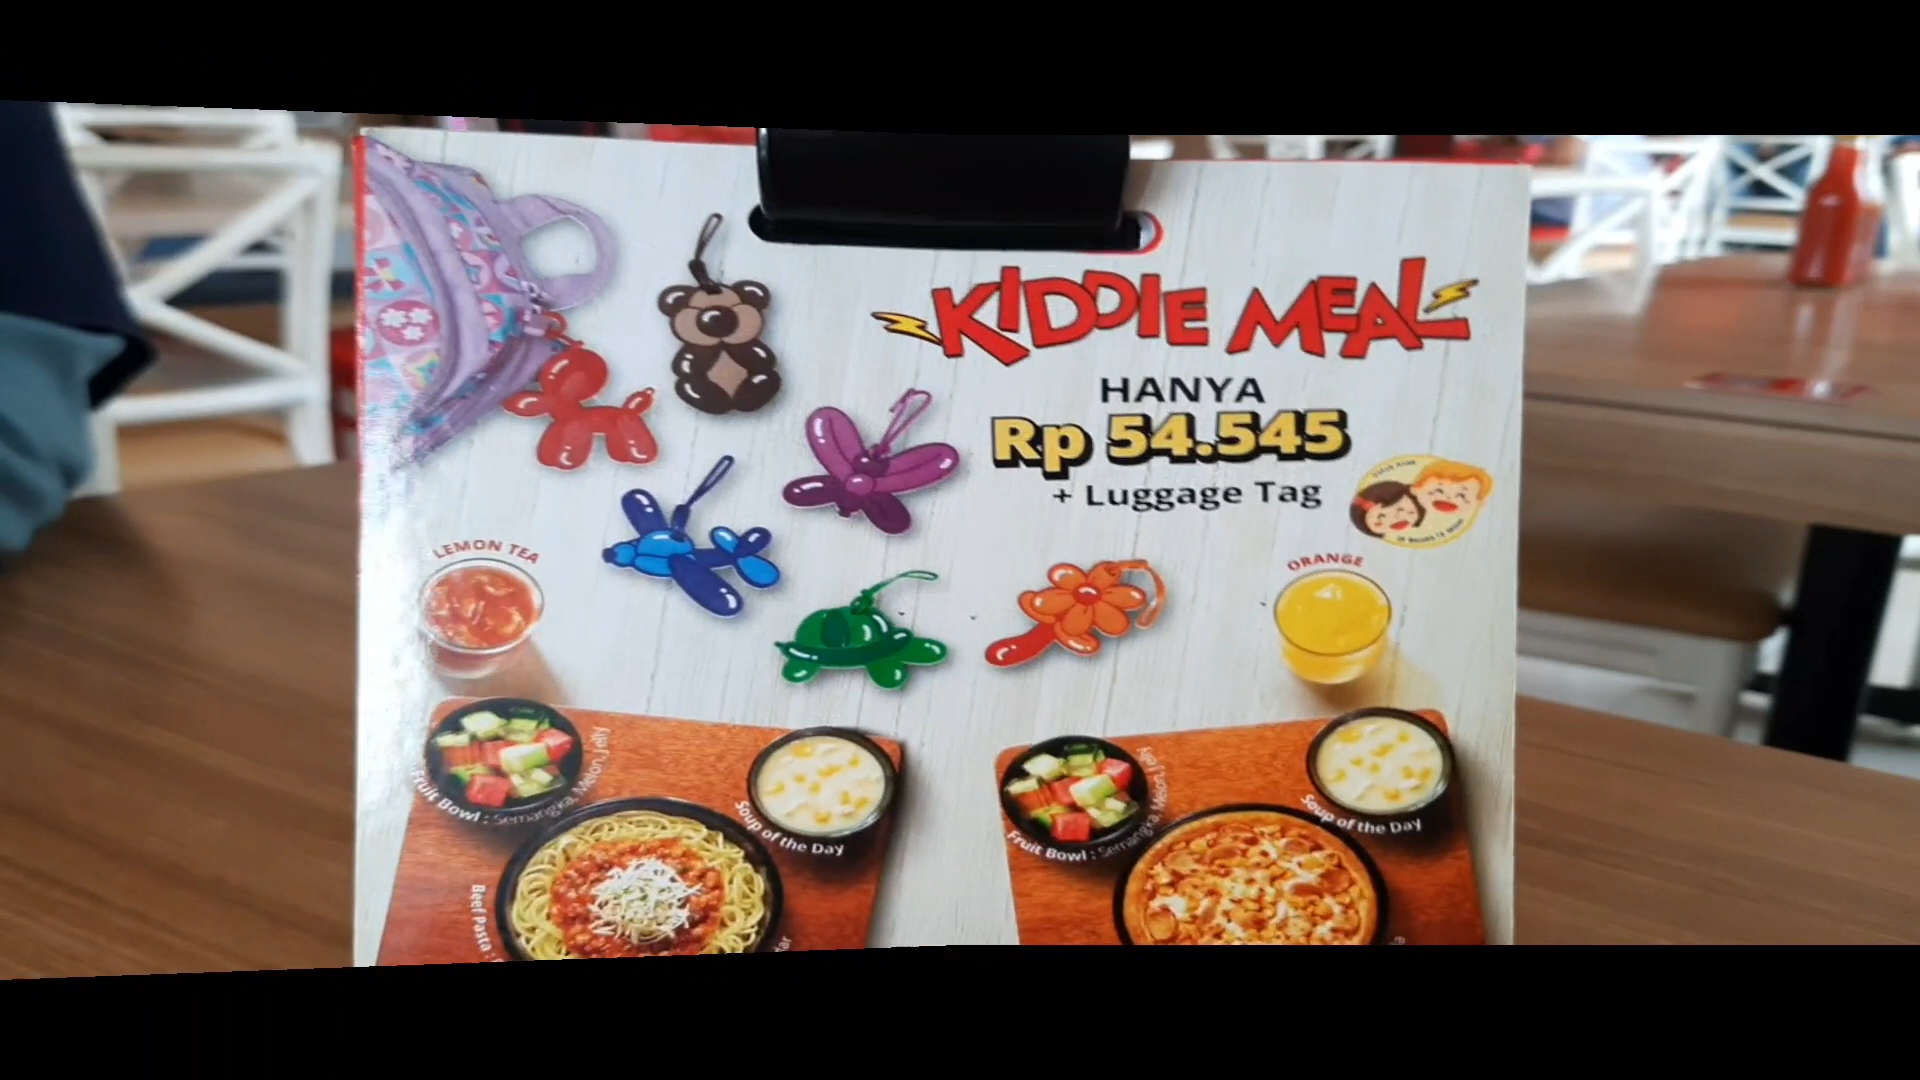 KIDDIE MEAL
HANYA
Rp 54.545
+ Luggage Tag
LEMON TEA
ORANGE
Fruit Bowl : Semangka, Melon, Jelly
Soup of the Day
Beef Pasta :
Fruit Bowl : Semangka, Melon, Jelly
Soup of the Day